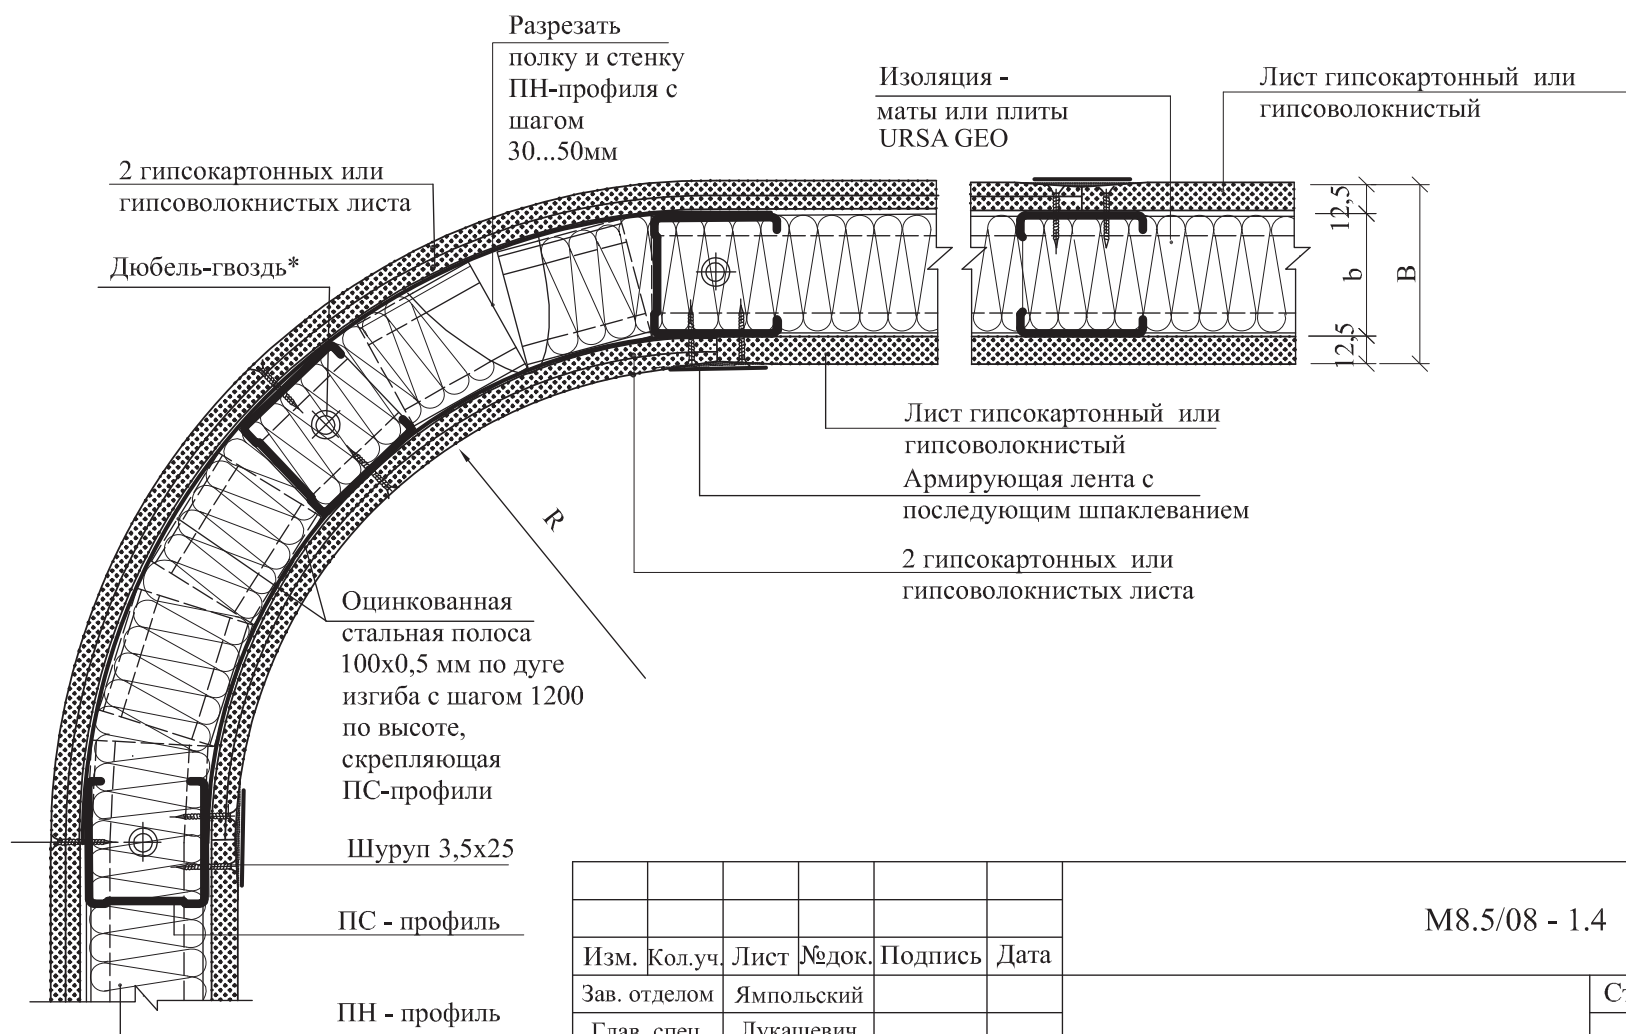 Разрезать
полку и стенку
ПН-профиля с
шагом
30...50мм
Изоляция -
маты или плиты
URSA GEO
Лист гипсокартонный или
гипсоволокнистый
2 гипсокартонных или
гипсоволокнистых листа
Дюбель-гвоздь*
12,5
b
B
12,5
Лист гипсокартонный или
гипсоволокнистый
Армирующая лента с
последующим шпаклеванием
R
2 гипсокартонных или
гипсоволокнистых листа
Оцинкованная
стальная полоса
100х0,5 мм по дуге
изгиба с шагом 1200
по высоте,
скрепляющая
ПС-профили
Шуруп 3,5х25
ПС - профиль
ПН - профиль
М8.5/08 - 1.4
Изм. Кол.уч. Лист №док. Подпись Дата
Зав. отделом Ямпольский
Глав. спец. Лукашевич